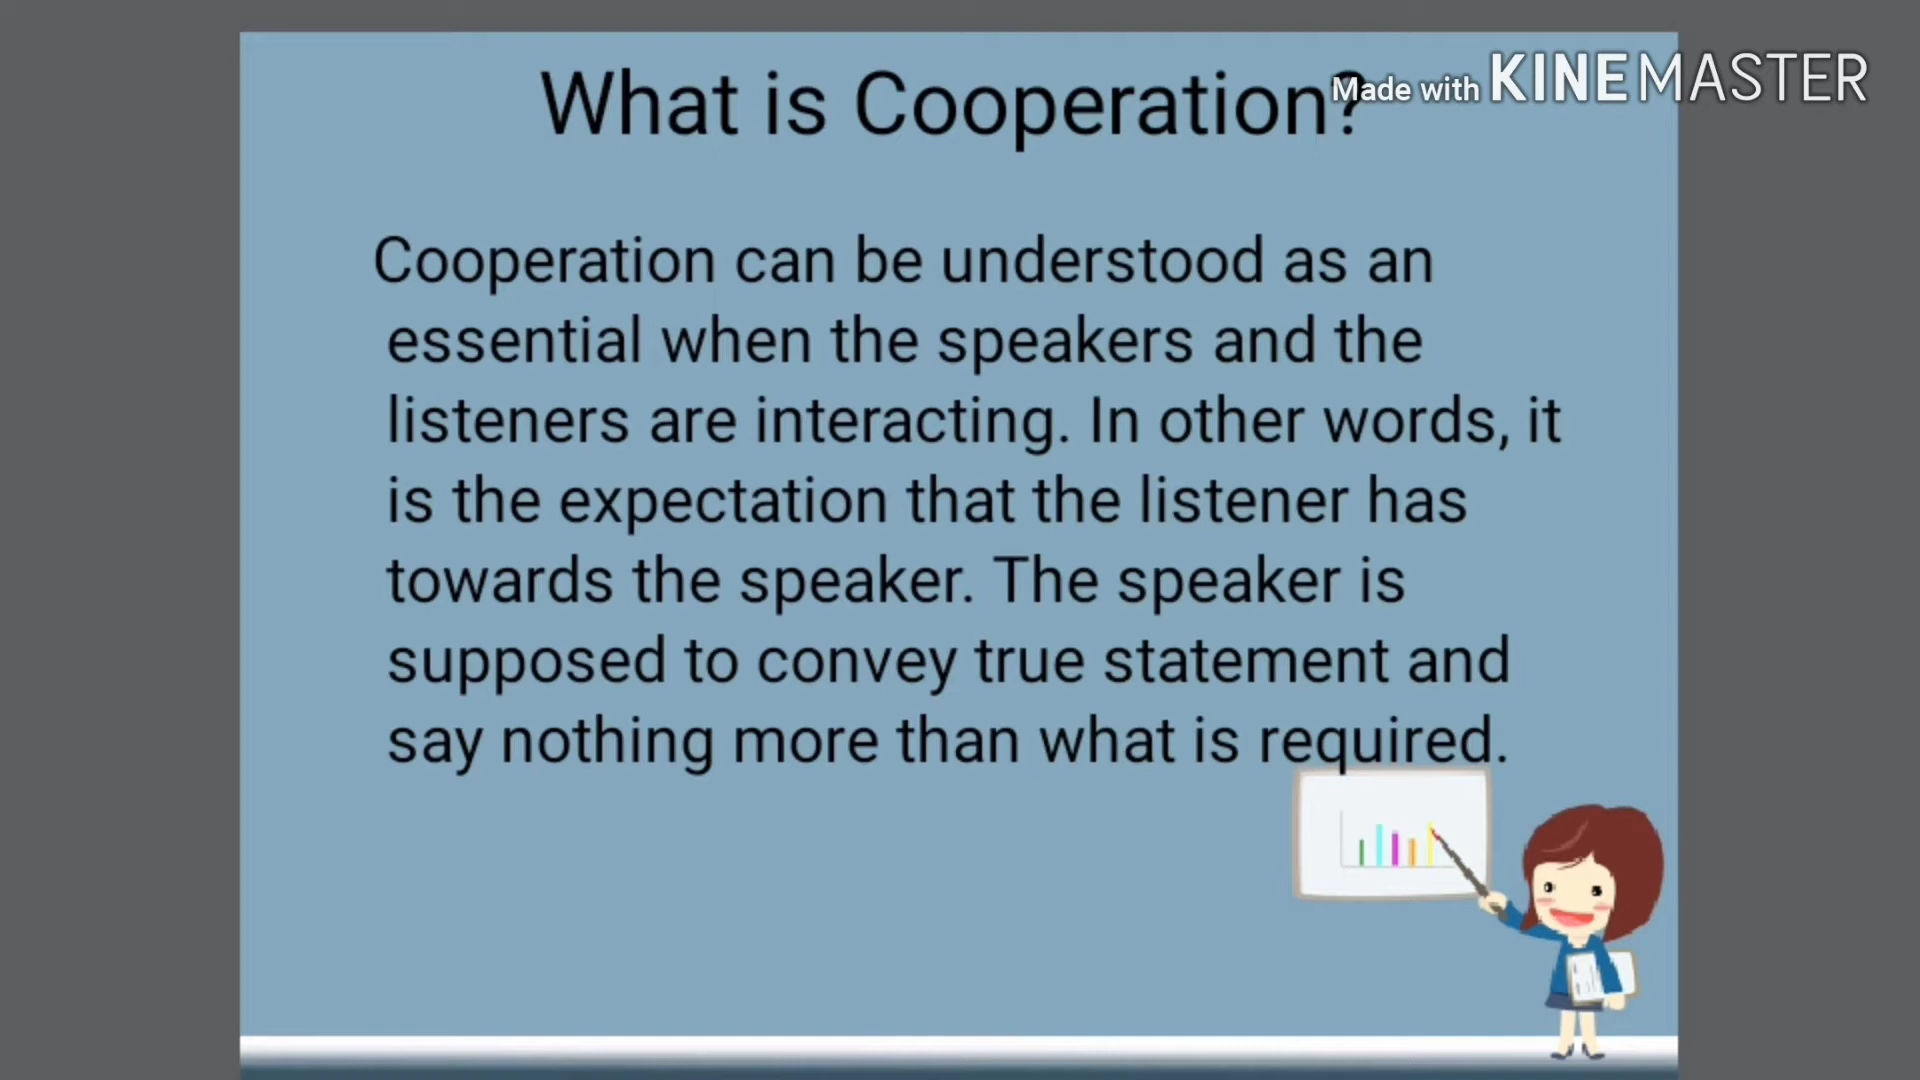 What is Cooperation?
Made with KINEMASTER
Cooperation can be understood as an
essential when the speakers and the
listeners are interacting. In other words, it
is the expectation that the listener has
towards the speaker. The speaker is
supposed to convey true statement and
say nothing more than what is required.